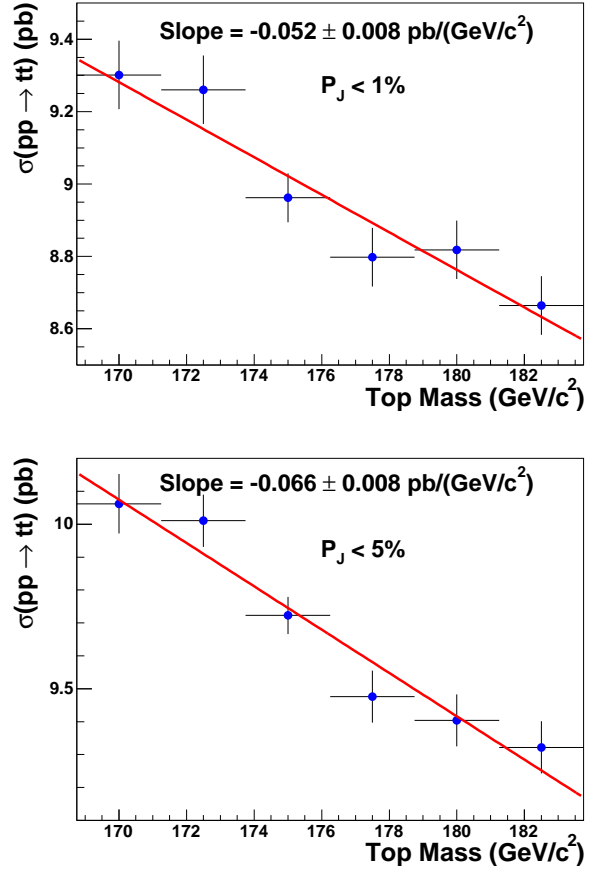 Slope = -0.052 ± 0.008 pb/(GeV/c²)
P_J < 1%
σ(pp → tt) (pb)
9.4
9.2
9
8.8
8.6
170 172 174 176 178 180 182
Top Mass (GeV/c²)
Slope = -0.066 ± 0.008 pb/(GeV/c²)
P_J < 5%
σ(pp → tt) (pb)
10
9.5
170 172 174 176 178 180 182
Top Mass (GeV/c²)